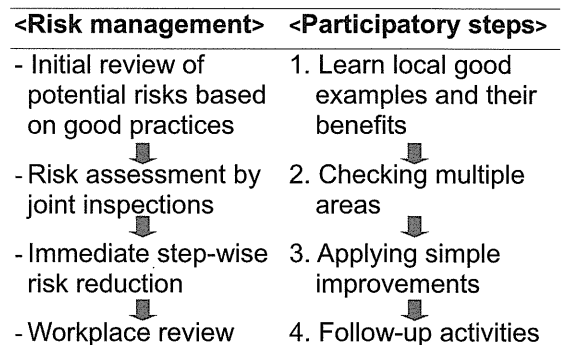 <Risk management> <Participatory steps>
- Initial review of
potential risks based
on good practices
1. Learn local good
examples and their
benefits
- Risk assessment by
joint inspections
2. Checking multiple
areas
- Immediate step-wise
risk reduction
3. Applying simple
improvements
- Workplace review
4. Follow-up activities